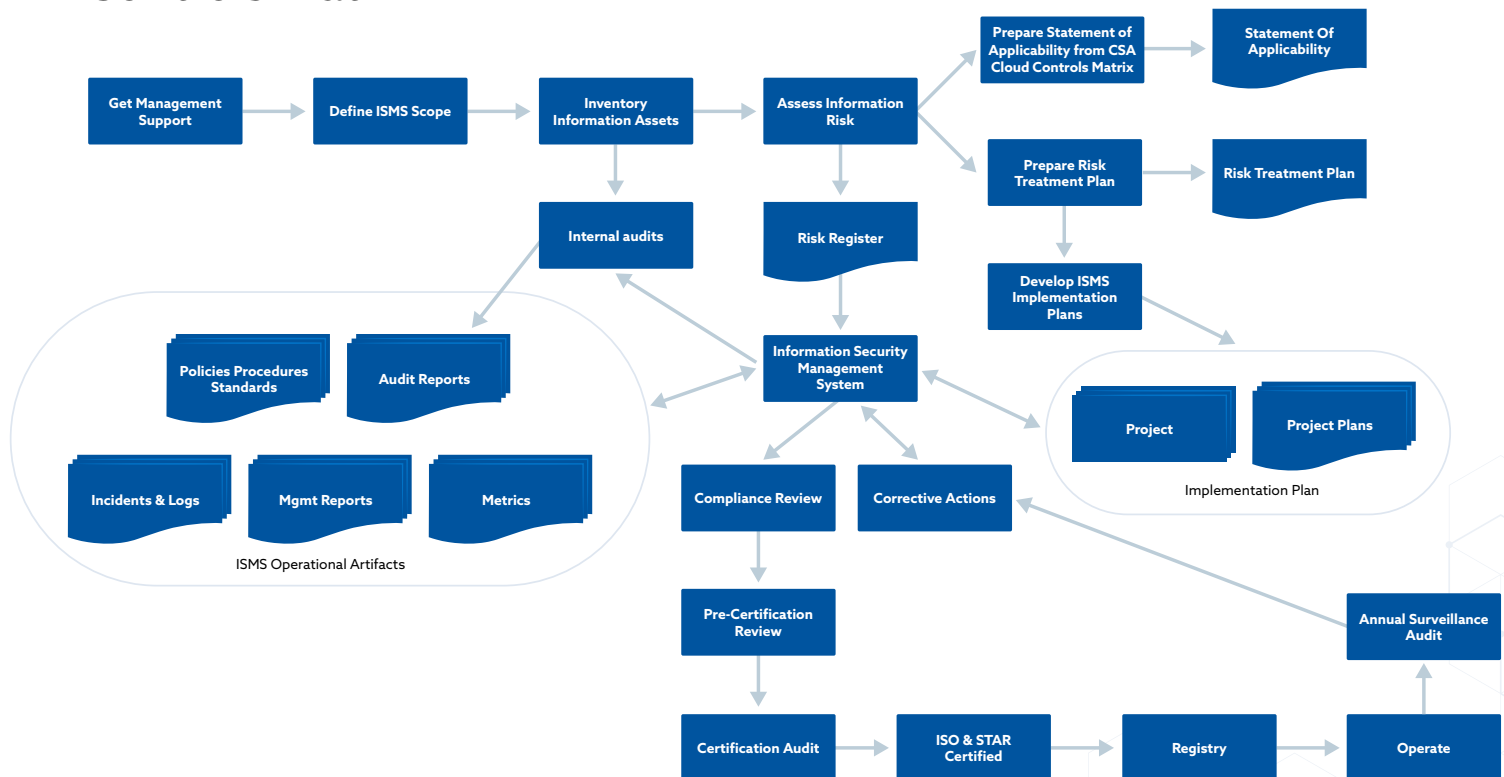 Prepare Statement of
Applicability from CSA
Cloud Controls Matrix
Statement Of
Applicability
Get Management
Support
Define ISMS Scope
Inventory
Information Assets
Assess Information
Risk
Prepare Risk
Treatment Plan
Risk Treatment Plan
Internal audits
Risk Register
Develop ISMS
Implementation
Plans
Information Security
Management
System
Policies Procedures
Standards
Audit Reports
Project
Project Plans
Implementation Plan
Incidents & Logs
Mgmt Reports
Metrics
ISMS Operational Artifacts
Compliance Review
Corrective Actions
Pre-Certification
Review
Annual Surveillance
Audit
Certification Audit
ISO & STAR
Certified
Registry
Operate